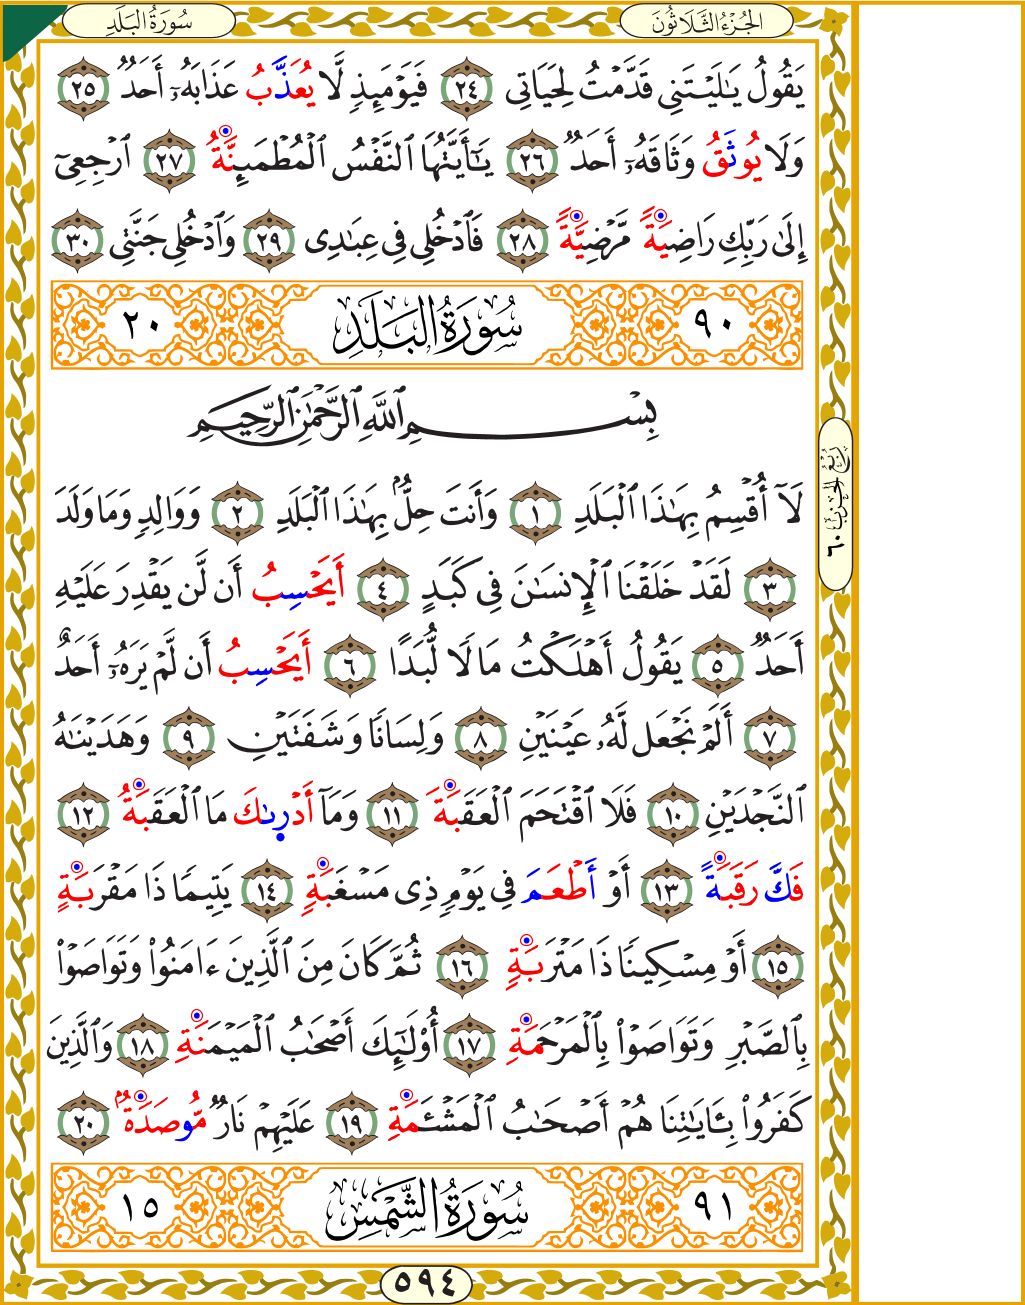 سُورَةُ البَلَدِ
الجُزْءُ الثَّلَاثُونَ
يَقُولُ يَٰلَيْتَنِي قَدَّمْتُ لِحَيَاتِي ٢٤ فَيَوْمَئِذٖ لَّا يُعَذَّبُ عَذَابَهُۥٓ أَحَدٞ ٢٥
وَلَا يُوثَقُ وَثَاقَهُۥٓ أَحَدٞ ٢٦ يَٰٓأَيَّتُهَا ٱلنَّفْسُ ٱلْمُطْمَئِنَّةُ ٢٧ ٱرْجِعِيٓ
إِلَىٰ رَبِّكِ رَاضِيَةٗ مَّرْضِيَّةٗ ٢٨ فَٱدْخُلِي فِي عِبَٰدِي ٢٩ وَٱدْخُلِي جَنَّتِي ٣٠
٩٠ سُورَةُ البَلَدِ ٢٠
بِسْمِ ٱللَّهِ ٱلرَّحْمَٰنِ ٱلرَّحِيمِ
لَآ أُقْسِمُ بِهَٰذَا ٱلْبَلَدِ ١ وَأَنتَ حِلُّۢ بِهَٰذَا ٱلْبَلَدِ ٢ وَوَالِدٖ وَمَا وَلَدَ
٣ لَقَدْ خَلَقْنَا ٱلْإِنسَٰنَ فِي كَبَدٍ ٤ أَيَحْسِبُ أَن لَّن يَقْدِرَ عَلَيْهِ
أَحَدٞ ٥ يَقُولُ أَهْلَكْتُ مَالٗا لُّبَدًا ٦ أَيَحْسِبُ أَن لَّمْ يَرَهُۥٓ أَحَدٌ
٧ أَلَمْ نَجْعَل لَّهُۥ عَيْنَيْنِ ٨ وَلِسَانٗا وَشَفَتَيْنِ ٩ وَهَدَيْنَٰهُ
ٱلنَّجْدَيْنِ ١٠ فَلَا ٱقْتَحَمَ ٱلْعَقَبَةَ ١١ وَمَآ أَدْرِىٰكَ مَا ٱلْعَقَبَةُ ١٢
فَكَّ رَقَبَةً ١٣ أَوْ أَطْعَمَ فِي يَوْمٖ ذِي مَسْغَبَةٖ ١٤ يَتِيمٗا ذَا مَقْرَبَةٍ
١٥ أَوْ مِسْكِينٗا ذَا مَتْرَبَةٖ ١٦ ثُمَّ كَانَ مِنَ ٱلَّذِينَ ءَامَنُوا۟ وَتَوَاصَوْا۟
بِٱلصَّبْرِ وَتَوَاصَوْا۟ بِٱلْمَرْحَمَةِ ١٧ أُو۟لَٰٓئِكَ أَصْحَٰبُ ٱلْمَيْمَنَةِ ١٨ وَٱلَّذِينَ
كَفَرُوا۟ بِـَٔايَٰتِنَا هُمْ أَصْحَٰبُ ٱلْمَشْـَٔمَةِ ١٩ عَلَيْهِمْ نَارٞ مُّوصَدَةُۢ ٢٠
٩١ سُورَةُ الشَّمْسِ ١٥
رُبُعُ الحِزْبِ ٦٠
٥٩٤